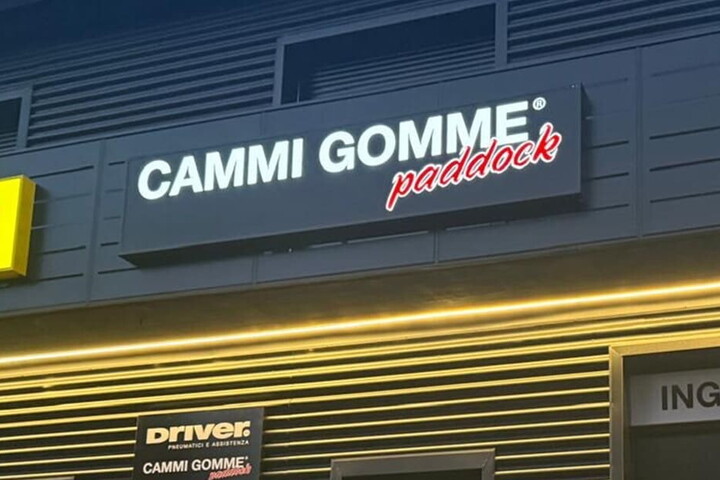 CAMMI GOMME®
paddock
DRIVER.
PNEUMATICI E ASSISTENZA
CAMMI GOMME®
paddock
ING